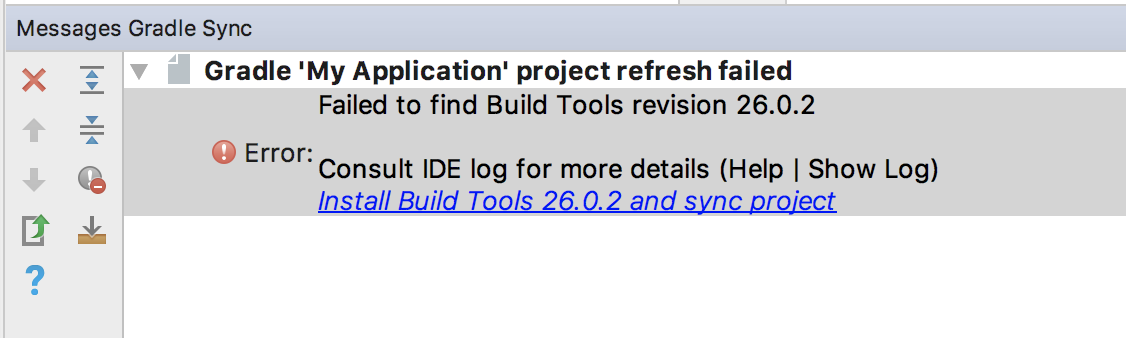 Messages Gradle Sync
Gradle 'My Application' project refresh failed
Failed to find Build Tools revision 26.0.2
Error:
Consult IDE log for more details (Help | Show Log)
Install Build Tools 26.0.2 and sync project